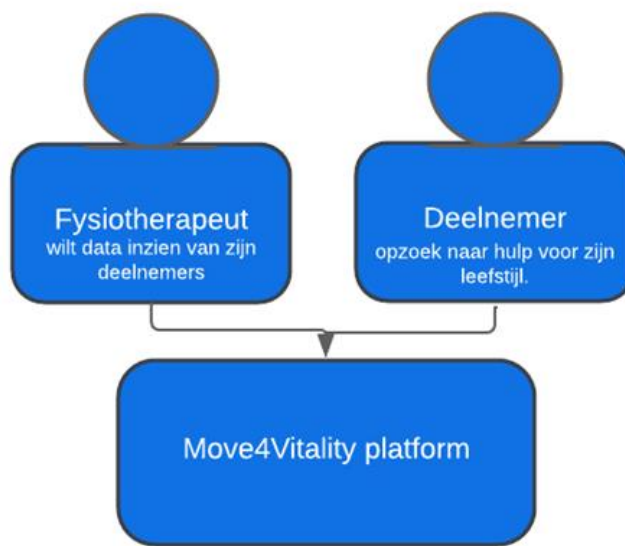 Fysiotherapeut
wilt data inzien van zijn
deelnemers
Deelnemer
opzoek naar hulp voor zijn
leefstijl.
Move4Vitality platform